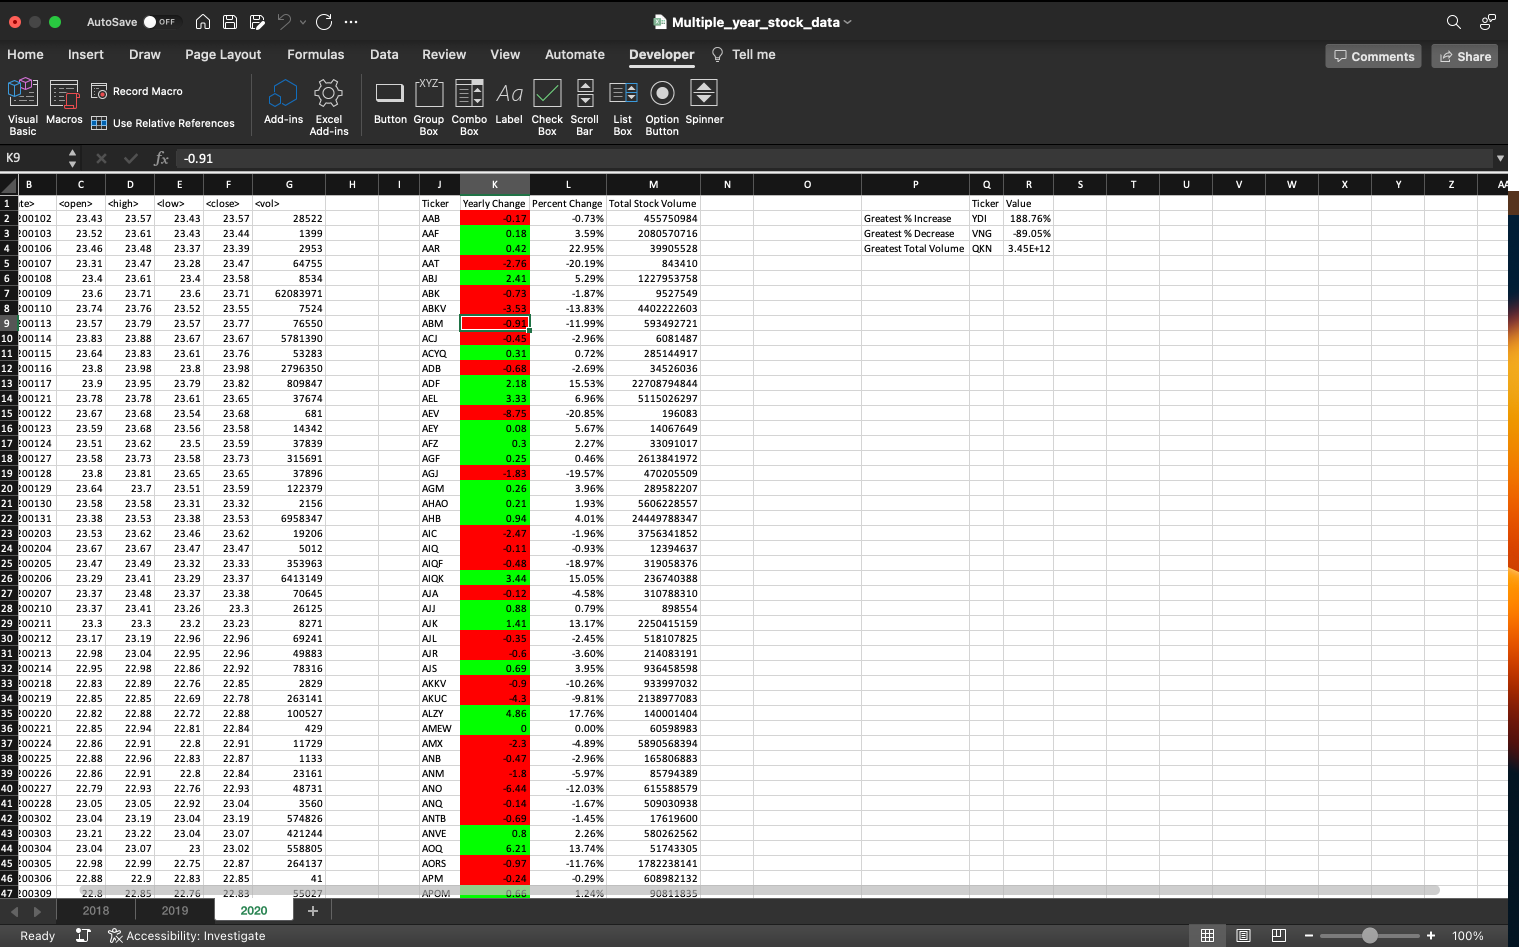 AutoSave OFF Multiple_year_stock_data
Home Insert Draw Page Layout Formulas Data Review View Automate Developer Tell me Comments Share
Visual Basic Macros Record Macro Use Relative References Add-ins Excel Add-ins Button Group Box Combo Box Label Check Box Scroll Bar List Box Option Button Spinner
K9 fx -0.91
B C D E F G H I J K L M N O P Q R S T U V W X Y Z AA
1 te> <open> <high> <low> <close> <vol> Ticker Yearly Change Percent Change Total Stock Volume Ticker Value
2 200102 23.43 23.57 23.43 23.57 28522 AAB -0.17 -0.73% 455750984 Greatest % Increase YDI 188.76%
3 200103 23.52 23.61 23.43 23.44 1399 AAF 0.18 3.59% 2080570716 Greatest % Decrease VNG -89.05%
4 200106 23.46 23.48 23.37 23.39 2953 AAR 0.42 22.95% 39905528 Greatest Total Volume QKN 3.45E+12
5 200107 23.31 23.47 23.28 23.47 64755 AAT -2.76 -20.19% 843410
6 200108 23.4 23.61 23.4 23.58 8534 ABJ 2.41 5.29% 1227953758
7 200109 23.6 23.71 23.6 23.71 62083971 ABK -0.73 -1.87% 9527549
8 200110 23.74 23.76 23.52 23.55 7524 ABKV -3.53 -13.83% 4402222603
9 200113 23.57 23.79 23.57 23.77 76550 ABM -0.91 -11.99% 593492721
10 200114 23.83 23.88 23.67 23.67 5781390 ACJ -0.45 -2.96% 6081487
11 200115 23.64 23.83 23.61 23.76 53283 ACYQ 0.31 0.72% 285144917
12 200116 23.8 23.98 23.8 23.98 2796350 ADB -0.68 -2.69% 34526036
13 200117 23.9 23.95 23.79 23.82 809847 ADF 2.18 15.53% 22708794844
14 200121 23.78 23.78 23.61 23.65 37674 AEL 3.33 6.96% 5115026297
15 200122 23.67 23.68 23.54 23.68 681 AEV -8.75 -20.85% 196083
16 200123 23.59 23.68 23.56 23.58 14342 AEY 0.08 5.67% 14067649
17 200124 23.51 23.62 23.5 23.59 37839 AFZ 0.3 2.27% 33091017
18 200127 23.58 23.73 23.58 23.73 315691 AGF 0.25 0.46% 2613841972
19 200128 23.8 23.81 23.65 23.65 37896 AGJ -1.83 -19.57% 470205509
20 200129 23.64 23.7 23.51 23.59 122379 AGM 0.26 3.96% 289582207
21 200130 23.58 23.58 23.31 23.32 2156 AHAO 0.21 1.93% 5606228557
22 200131 23.38 23.53 23.38 23.53 6958347 AHB 0.94 4.01% 24449788347
23 200203 23.53 23.62 23.46 23.62 19206 AIC -2.47 -1.96% 3756341852
24 200204 23.67 23.67 23.47 23.47 5012 AIQ -0.11 -0.93% 12394637
25 200205 23.47 23.49 23.32 23.33 353963 AIQF -0.48 -18.97% 319058376
26 200206 23.29 23.41 23.29 23.37 6413149 AIQK 3.44 15.05% 236740388
27 200207 23.37 23.48 23.37 23.38 70645 AJA -0.12 -4.58% 310788310
28 200210 23.37 23.41 23.26 23.3 26125 AJJ 0.88 0.79% 898554
29 200211 23.3 23.3 23.2 23.23 8271 AJK 1.41 13.17% 2250415159
30 200212 23.17 23.19 22.96 22.96 69241 AJL -0.35 -2.45% 518107825
31 200213 22.98 23.04 22.95 22.96 49883 AJR -0.6 -3.60% 214083191
32 200214 22.95 22.98 22.86 22.92 78316 AJS 0.69 3.95% 936458598
33 200218 22.83 22.89 22.76 22.85 2829 AKKV -0.9 -10.26% 933997032
34 200219 22.85 22.85 22.69 22.78 263141 AKUC -4.3 -9.81% 2138977083
35 200220 22.82 22.88 22.72 22.88 100527 ALZY 4.86 17.76% 140001404
36 200221 22.85 22.94 22.81 22.84 429 AMEW 0 0.00% 60598983
37 200224 22.86 22.91 22.8 22.91 11729 AMX -2.3 -4.89% 5890568394
38 200225 22.88 22.96 22.83 22.87 1133 ANB -0.47 -2.96% 165806883
39 200226 22.86 22.91 22.8 22.84 23161 ANM -1.8 -5.97% 85794389
40 200227 22.79 22.93 22.76 22.93 48731 ANO -6.44 -12.03% 615588579
41 200228 23.05 23.05 22.92 23.04 3560 ANQ -0.14 -1.67% 509030938
42 200302 23.04 23.19 23.04 23.19 574826 ANTB -0.69 -1.45% 17619600
43 200303 23.21 23.22 23.04 23.07 421244 ANVE 0.8 2.26% 580262562
44 200304 23.04 23.07 23 23.02 558805 AOQ 6.21 13.74% 51743305
45 200305 22.98 22.99 22.75 22.87 264137 AORS -0.97 -11.76% 1782238141
46 200306 22.88 22.9 22.83 22.85 41 APM -0.24 -0.29% 608982132
47 200309 22.8 22.85 22.76 22.83 55027 APOM 0.66 1.24% 90811835
2018 2019 2020 +
Ready Accessibility: Investigate 100%